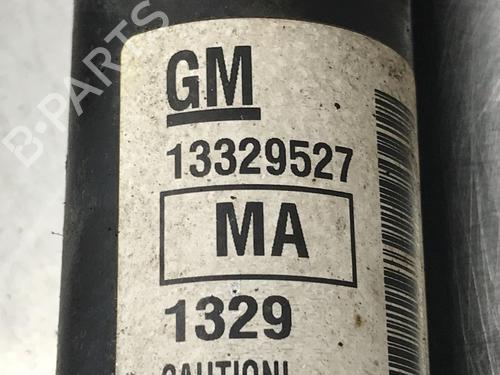 B-PARTS
GM
13329527
MA
1329
CAUTION!